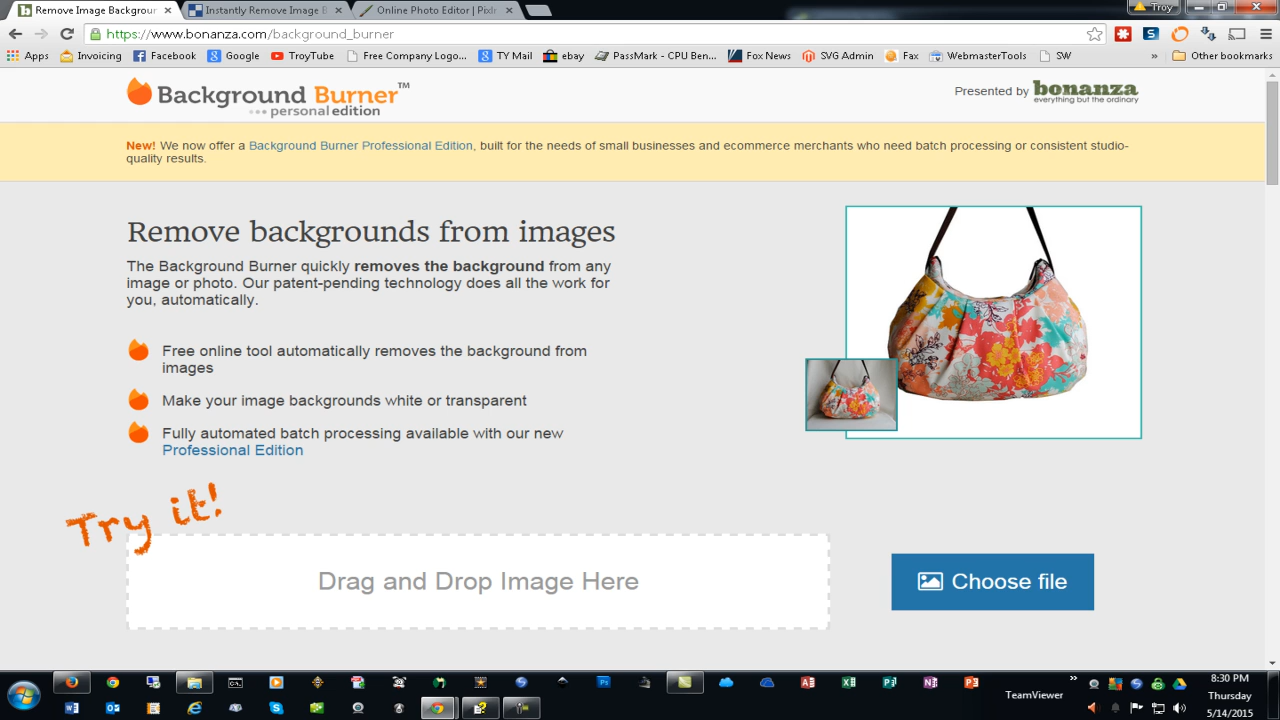 Remove Image Backgroun
Instantly Remove Image B
Online Photo Editor | Pixlr
Troy
https://www.bonanza.com/background_burner
Apps
Invoicing
Facebook
Google
TroyTube
Free Company Logo...
TY Mail
ebay
PassMark - CPU Ben...
Fox News
SVG Admin
Fax
WebmasterTools
SW
»
Other bookmarks
Background Burner™
personal edition
Presented by bonanza
everything but the ordinary
New! We now offer a Background Burner Professional Edition, built for the needs of small businesses and ecommerce merchants who need batch processing or consistent studio-
quality results.
Remove backgrounds from images
The Background Burner quickly removes the background from any
image or photo. Our patent-pending technology does all the work for
you, automatically.
Free online tool automatically removes the background from
images
Make your image backgrounds white or transparent
Fully automated batch processing available with our new
Professional Edition
Try it!
Drag and Drop Image Here
Choose file
TeamViewer
8:30 PM
Thursday
5/14/2015